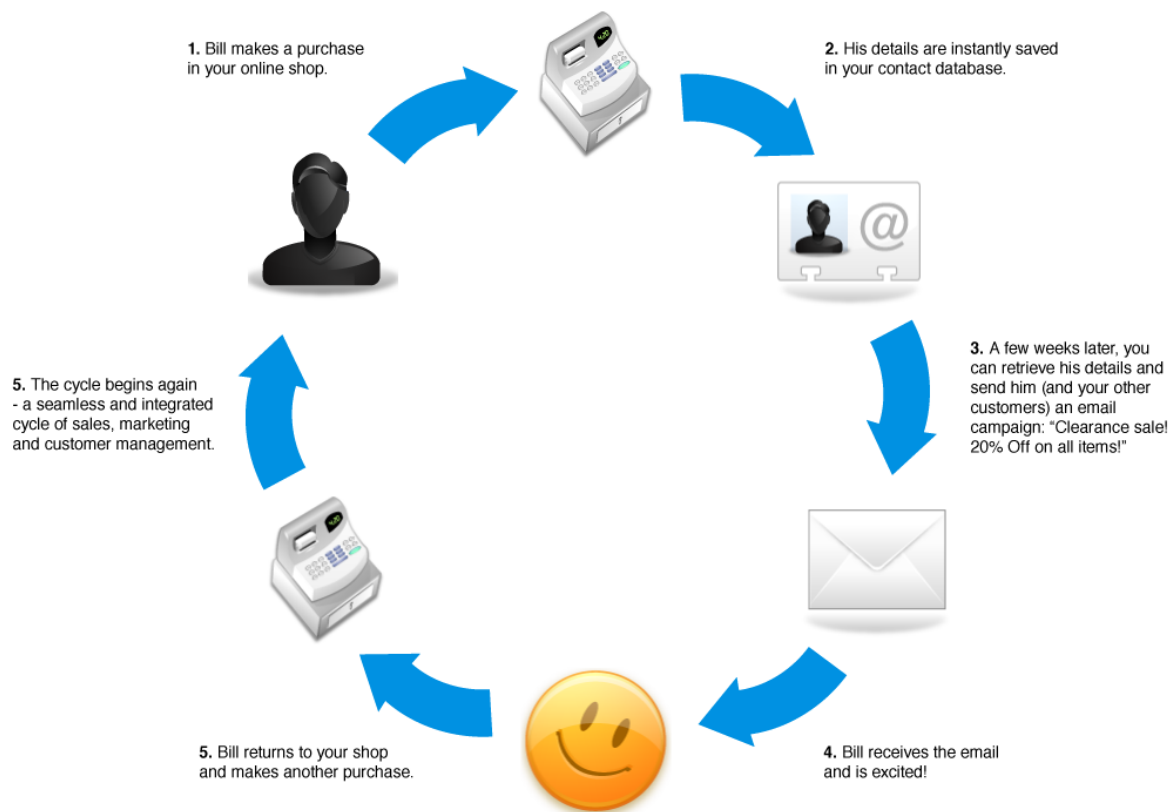 1. Bill makes a purchase
in your online shop.
2. His details are instantly saved
in your contact database.
3. A few weeks later, you
can retrieve his details and
send him (and your other
customers) an email
campaign: “Clearance sale!
20% Off on all items!”
4. Bill receives the email
and is excited!
5. Bill returns to your shop
and makes another purchase.
5. The cycle begins again
- a seamless and integrated
cycle of sales, marketing
and customer management.
4.20
@
4.20